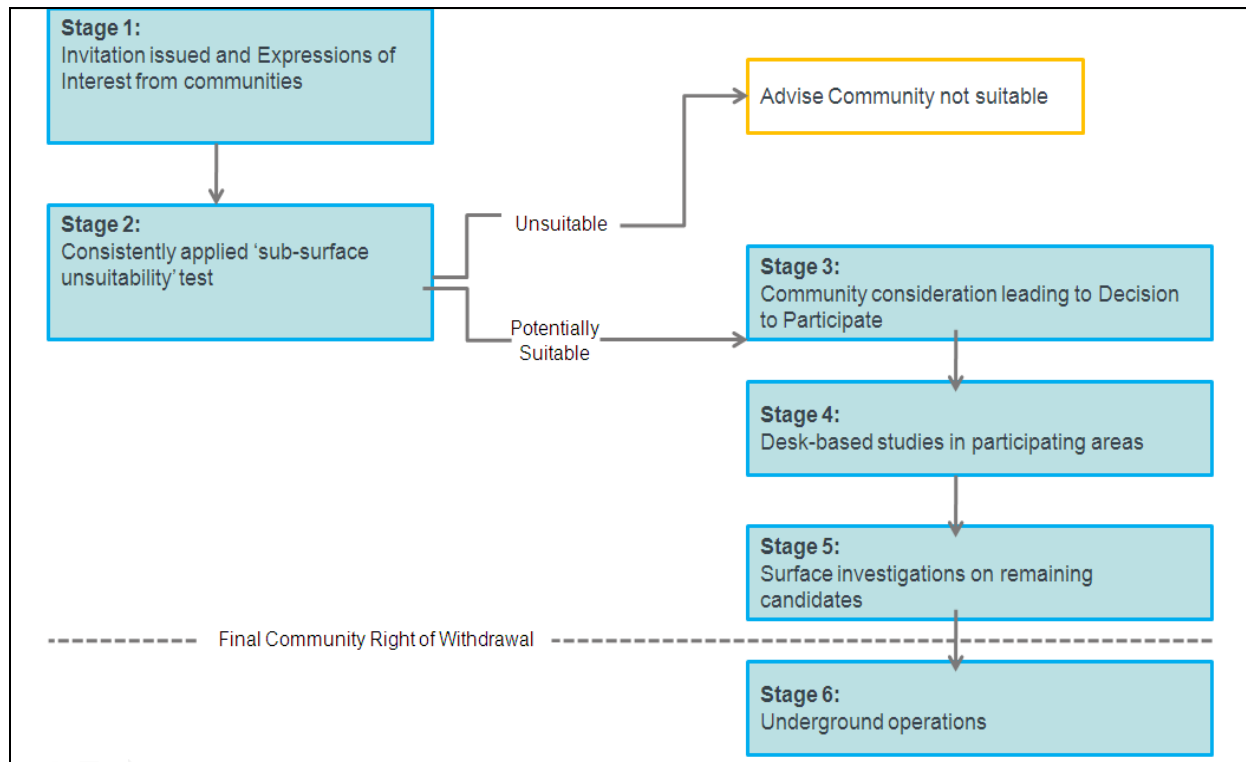 Stage 1:
Invitation issued and Expressions of
Interest from communities
Advise Community not suitable
Stage 2:
Consistently applied ‘sub-surface
unsuitability’ test
Unsuitable
Potentially
Suitable
Stage 3:
Community consideration leading to Decision
to Participate
Stage 4:
Desk-based studies in participating areas
Stage 5:
Surface investigations on remaining
candidates
Final Community Right of Withdrawal
Stage 6:
Underground operations